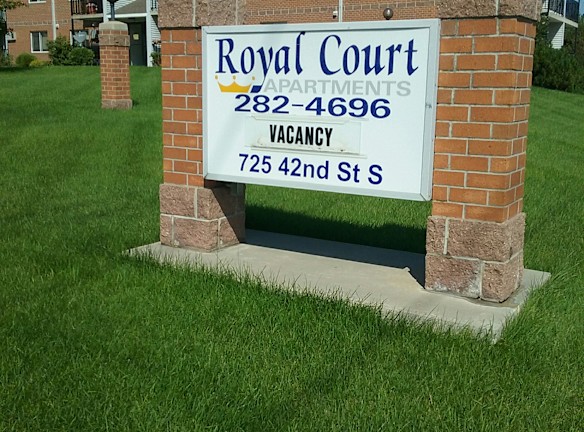 Royal Court
APARTMENTS
282-4696
VACANCY
725 42nd St S